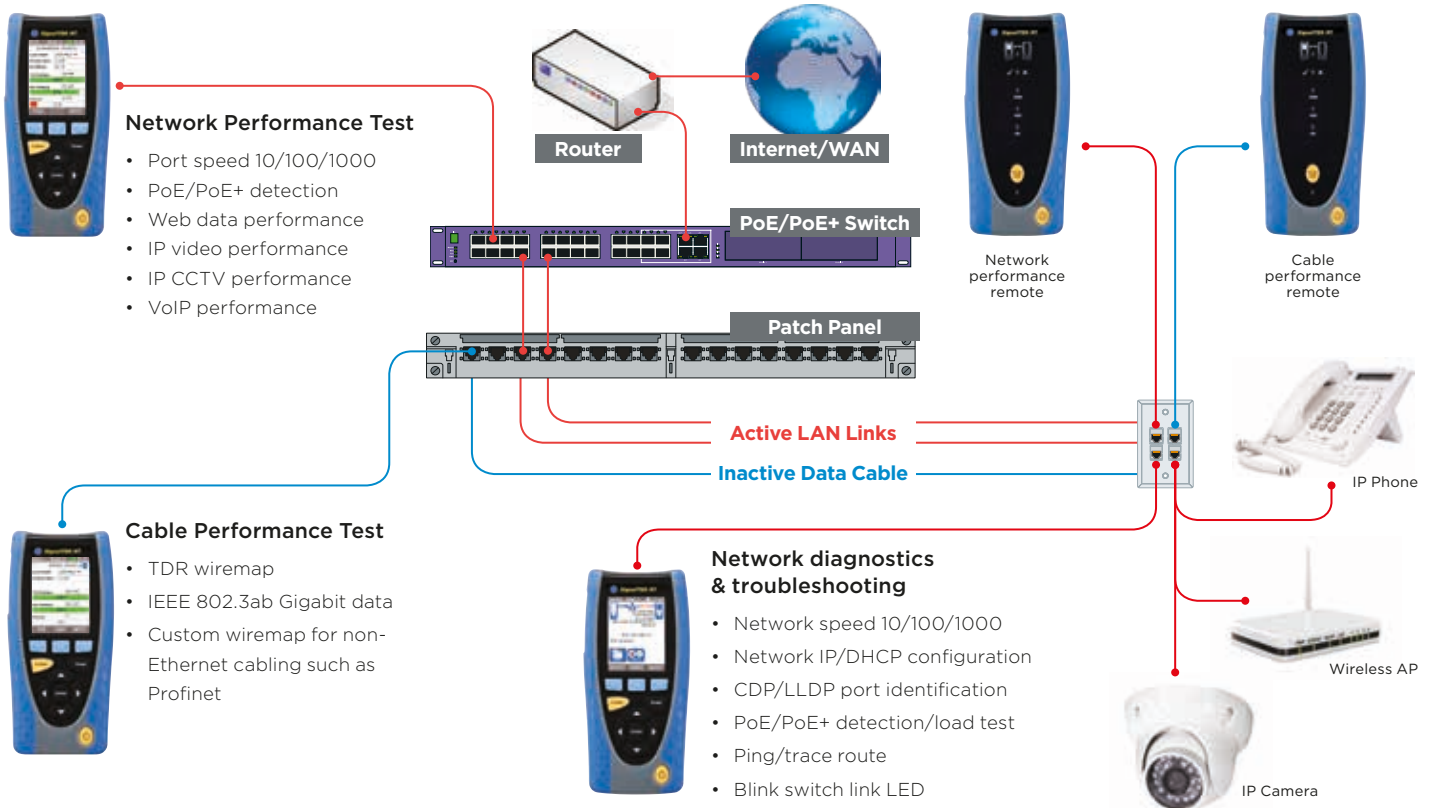 Network Performance Test
• Port speed 10/100/1000
• PoE/PoE+ detection
• Web data performance
• IP video performance
• IP CCTV performance
• VoIP performance
Router
Internet/WAN
PoE/PoE+ Switch
Patch Panel
Network
performance
remote
Cable
performance
remote
Active LAN Links
Inactive Data Cable
IP Phone
Wireless AP
IP Camera
Cable Performance Test
• TDR wiremap
• IEEE 802.3ab Gigabit data
• Custom wiremap for non-
Ethernet cabling such as
Profinet
Network diagnostics
& troubleshooting
• Network speed 10/100/1000
• Network IP/DHCP configuration
• CDP/LLDP port identification
• PoE/PoE+ detection/load test
• Ping/trace route
• Blink switch link LED